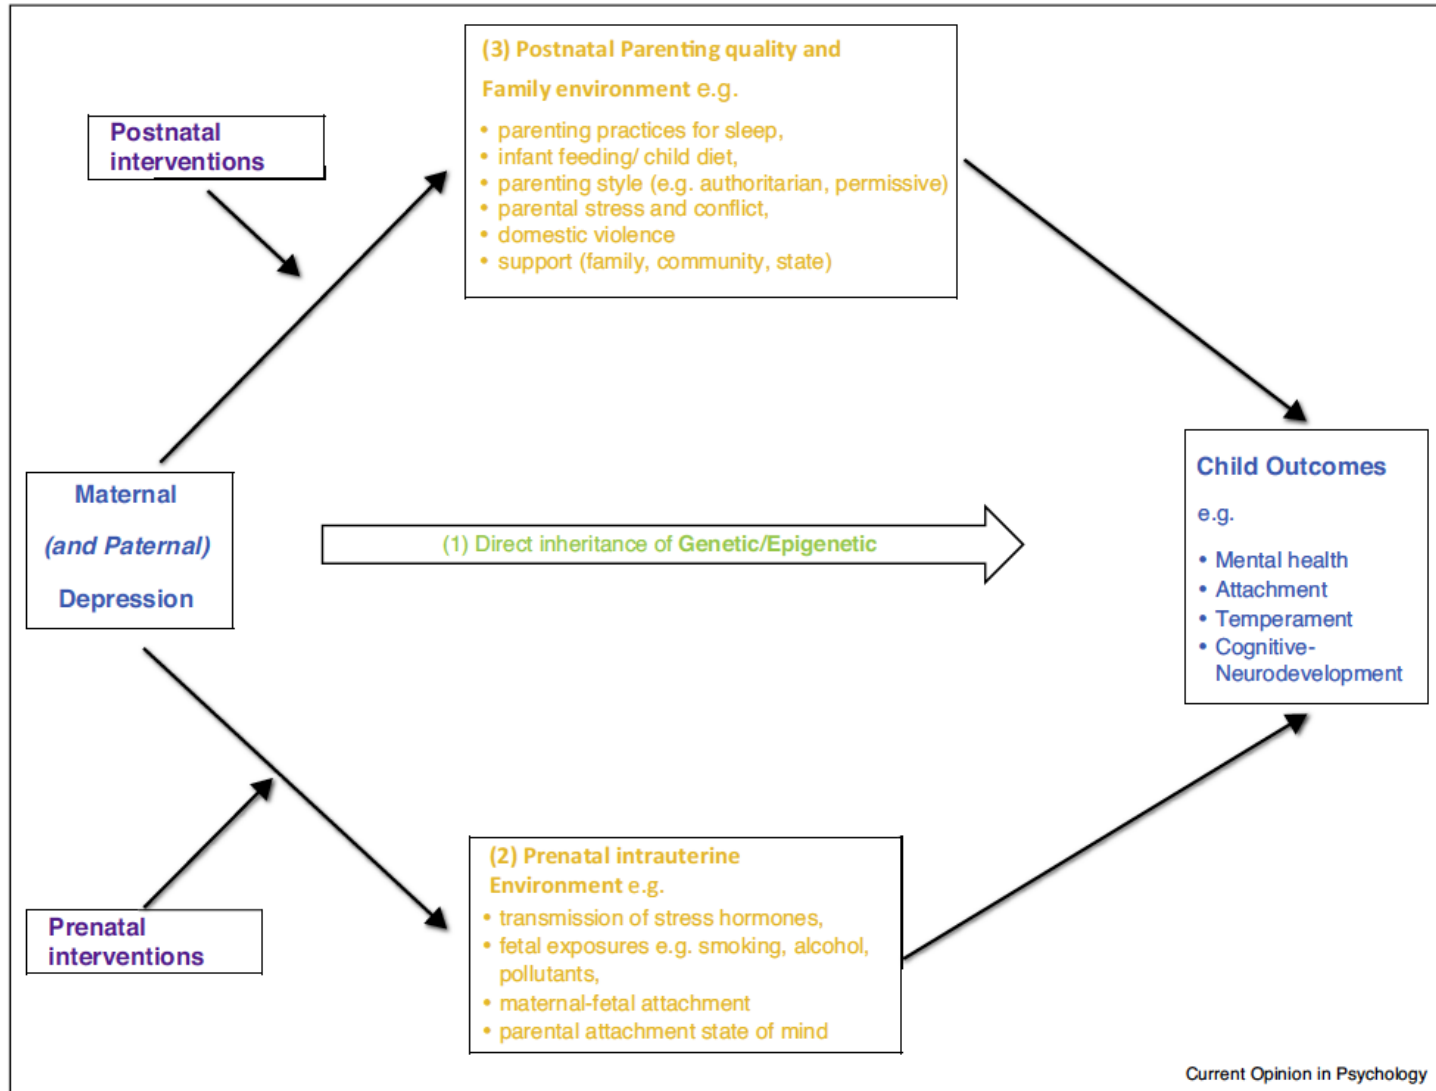 (3) Postnatal Parenting quality and
Family environment e.g.
• parenting practices for sleep,
• infant feeding/ child diet,
• parenting style (e.g. authoritarian, permissive)
• parental stress and conflict,
• domestic violence
• support (family, community, state)
Postnatal
interventions
Maternal
(and Paternal)
Depression
(1) Direct inheritance of Genetic/Epigenetic
Child Outcomes
e.g.
• Mental health
• Attachment
• Temperament
• Cognitive-
Neurodevelopment
(2) Prenatal intrauterine
Environment e.g.
• transmission of stress hormones,
• fetal exposures e.g. smoking, alcohol,
pollutants,
• maternal-fetal attachment
• parental attachment state of mind
Prenatal
interventions
Current Opinion in Psychology